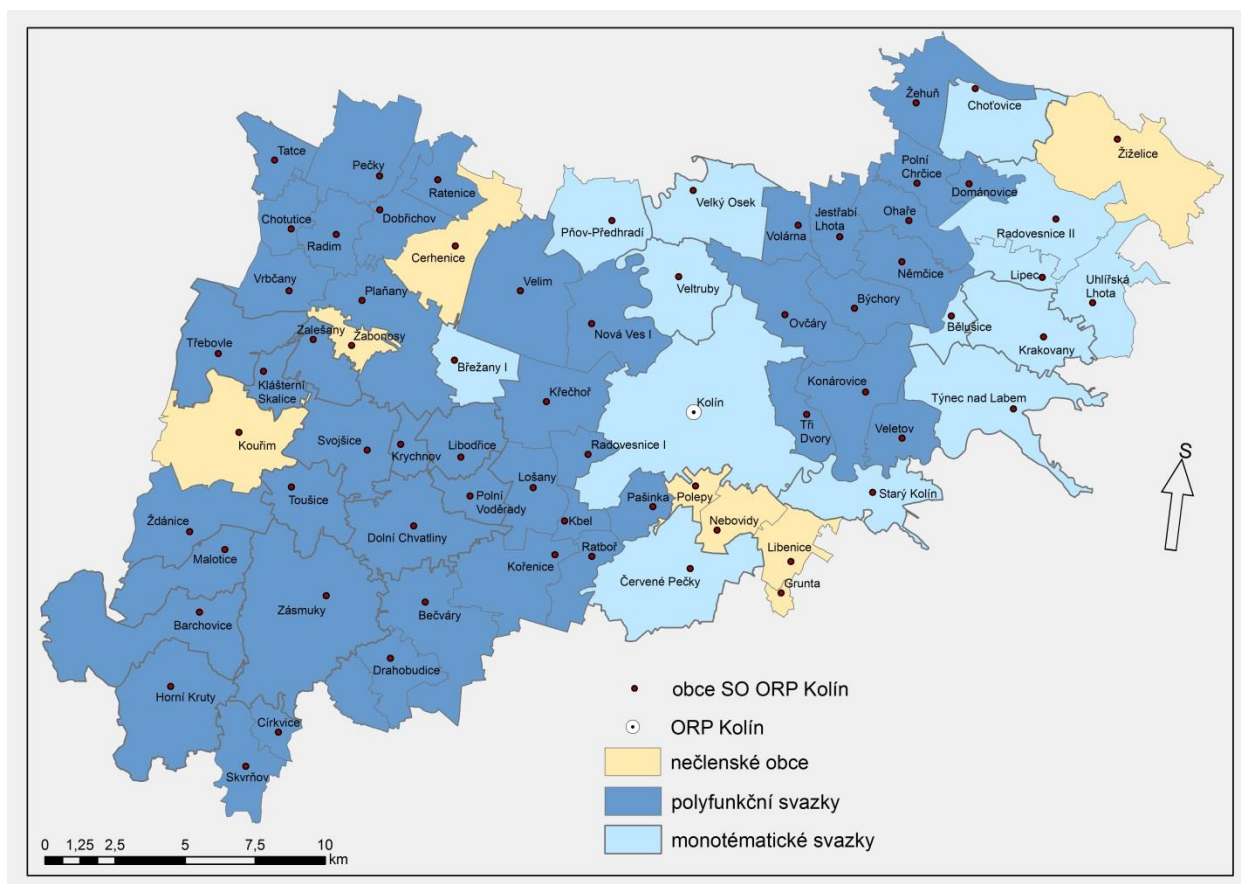 Žehuň
Choťovice
Žiželice
Tatce
Pečky
Ratenice
Polní
Chrčice
Dománovice
Velký Osek
Chotutice
Dobřichov
Radim
Pňov-Předhradí
Volárna
Jestřabí
Lhota
Ohaře
Radovesnice II
Cerhenice
Němčice
Lipec
Uhlířská
Lhota
Vrbčany
Plaňany
Velim
Veltruby
Býchory
Ovčáry
Bělušice
Krakovany
Nová Ves I
Zalešany
Žabonosy
Třebovle
Břežany I
Klášterní
Skalice
Křečhoř
Konárovice
Týnec nad Labem
Kolín
Tři
Dvory
Veletov
Kouřim
Svojšice
Krychnov
Libodřice
Radovesnice I
Lošany
Toušice
Polní
Voděrady
Pašinka
Polepy
Starý Kolín
Ždánice
Dolní Chvatliny
Kbel
Nebovidy
Malotice
Kořenice
Ratboř
Libenice
Červené Pečky
Grunta
Zásmuky
Bečváry
Barchovice
Drahobudice
Horní Kruty
Církvice
Skvrňov
S
obce SO ORP Kolín
ORP Kolín
nečlenské obce
polyfunkční svazky
monotématické svazky
0 1,25 2,5 5 7,5 10
km